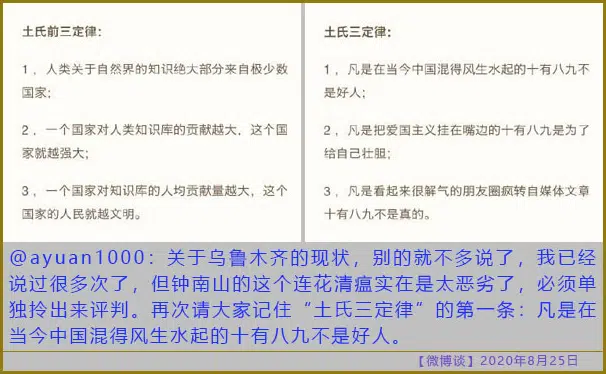 土氏前三定律：
1，人类关于自然界的知识绝大部分来自极少数
国家；
2，一个国家对人类知识库的贡献越大，这个国
家就越强大；
3，一个国家对知识库的人均贡献量越大，这个
国家的人民就越文明。
土氏三定律：
1，凡是在当今中国混得风生水起的十有八九
不是好人；
2，凡是把爱国主义挂在嘴边的十有八九是为了
给自己壮胆；
3，凡是看起来很解气的朋友圈疯转自媒体文章
十有八九不是真的。
@ayuan1000：关于乌鲁木齐的现状，别的就不多说了，我已经
说过很多次了，但钟南山的这个连花清瘟实在是太恶劣了，必须单
独拎出来评判。再次请大家记住“土氏三定律”的第一条：凡是在
当今中国混得风生水起的十有八九不是好人。
【微博谈】2020年8月25日